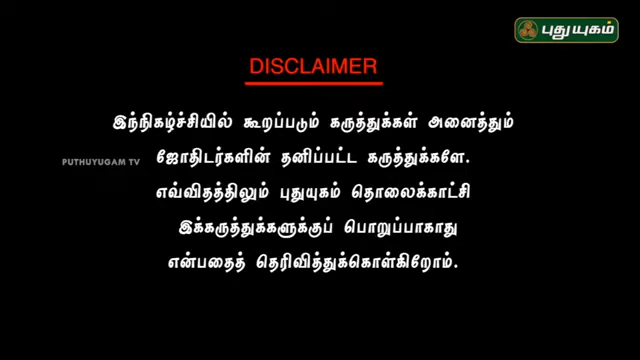 புதுயுகம்
DISCLAIMER
இந்நிகழ்ச்சியில் கூறப்படும் கருத்துக்கள் அனைத்தும்
PUTHUYUGAM TV
ஜோதிடர்களின் தனிப்பட்ட கருத்துக்களே.
எவ்விதத்திலும் புதுயுகம் தொலைக்காட்சி
இக்கருத்துக்களுக்குப் பொறுப்பாகாது
என்பதைத் தெரிவித்துக்கொள்கிறோம்.